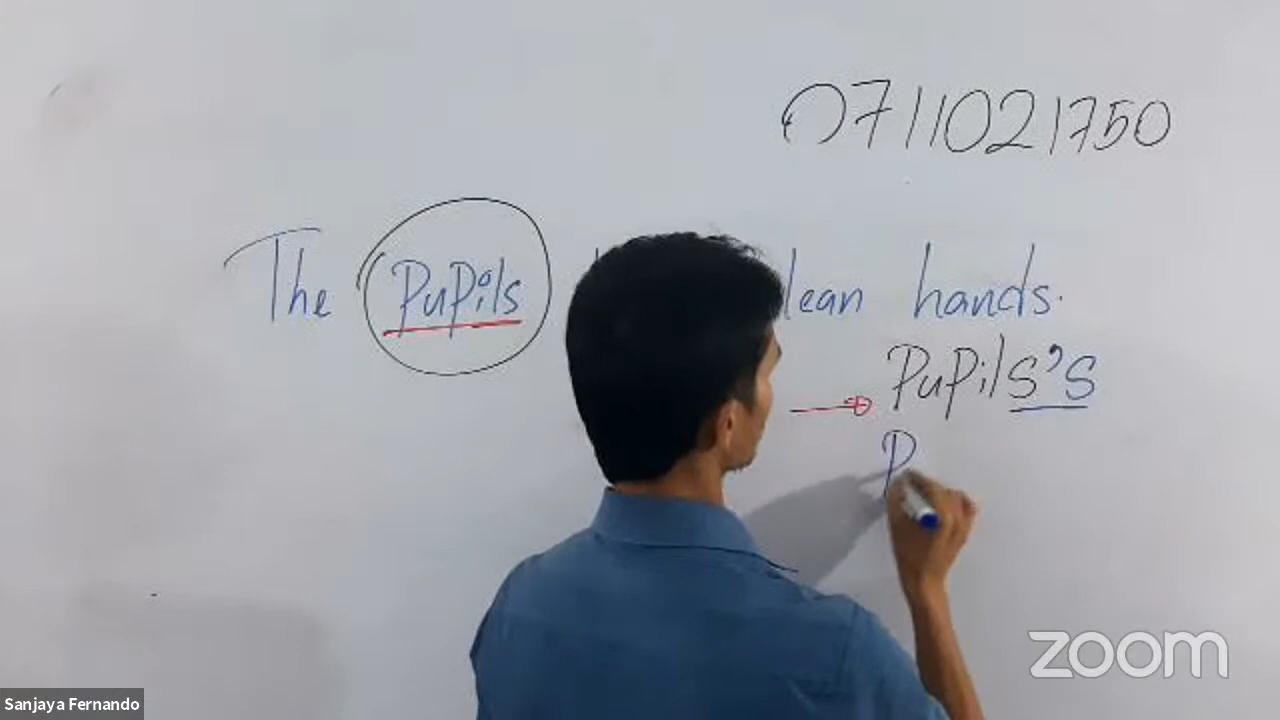 0711021750
The Pupils lean hands.
Pupils's
P
zoom
Sanjaya Fernando